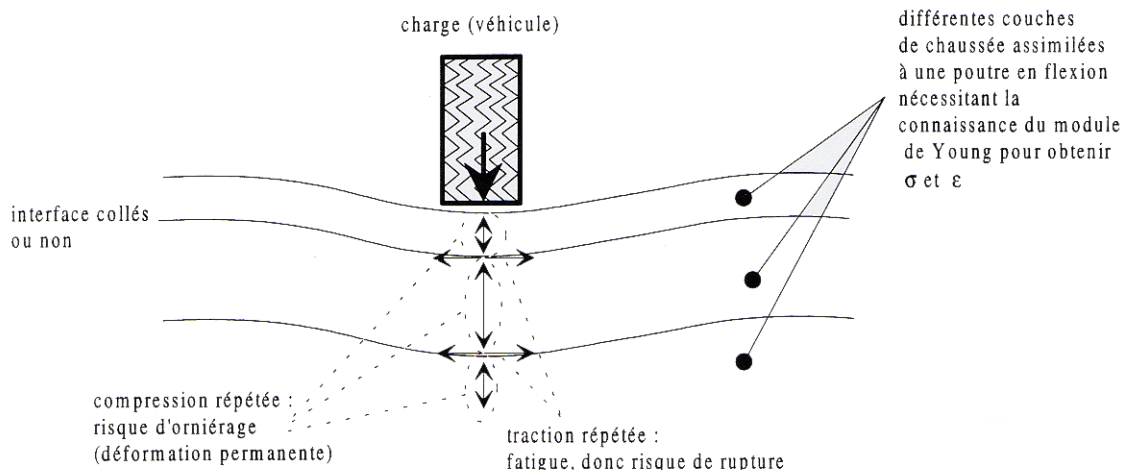 charge (véhicule)
différentes couches
de chaussée assimilées
à une poutre en flexion
nécessitant la
connaissance du module
de Young pour obtenir
σ et ε
interface collés
ou non
compression répétée :
risque d'orniérage
(déformation permanente)
traction répétée :
fatigue, donc risque de rupture